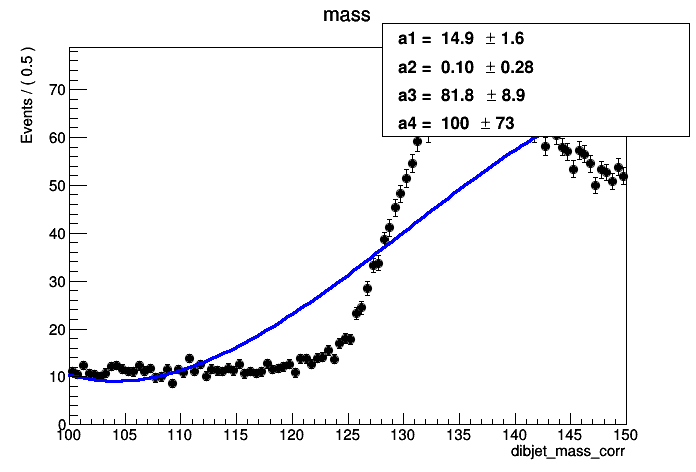 mass
a1 = 14.9 ± 1.6
a2 = 0.10 ± 0.28
a3 = 81.8 ± 8.9
a4 = 100 ± 73
Events / ( 0.5 )
70
60
50
40
30
20
10
0
100 105 110 115 120 125 130 135 140 145 150
dibjet_mass_corr